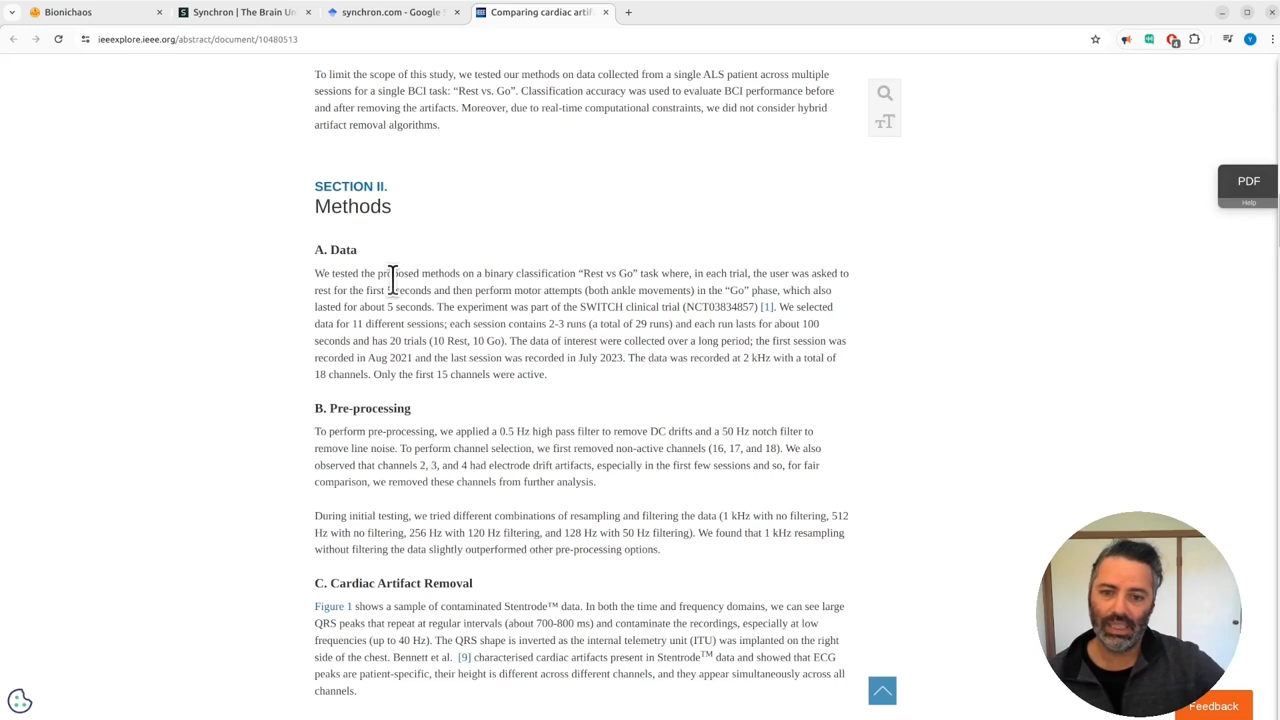 Bionichaos
Synchron | The Brain Un
synchron.com - Google S
Comparing cardiac artif
ieeexplore.ieee.org/abstract/document/10480513
4
Y
To limit the scope of this study, we tested our methods on data collected from a single ALS patient across multiple
sessions for a single BCI task: “Rest vs. Go”. Classification accuracy was used to evaluate BCI performance before
and after removing the artifacts. Moreover, due to real-time computational constraints, we did not consider hybrid
artifact removal algorithms.
SECTION II.
Methods
PDF
Help
A. Data
We tested the proposed methods on a binary classification “Rest vs Go” task where, in each trial, the user was asked to
rest for the first 5 seconds and then perform motor attempts (both ankle movements) in the “Go” phase, which also
lasted for about 5 seconds. The experiment was part of the SWITCH clinical trial (NCT03834857) [1]. We selected
data for 11 different sessions; each session contains 2-3 runs (a total of 29 runs) and each run lasts for about 100
seconds and has 20 trials (10 Rest, 10 Go). The data of interest were collected over a long period; the first session was
recorded in Aug 2021 and the last session was recorded in July 2023. The data was recorded at 2 kHz with a total of
18 channels. Only the first 15 channels were active.
B. Pre-processing
To perform pre-processing, we applied a 0.5 Hz high pass filter to remove DC drifts and a 50 Hz notch filter to
remove line noise. To perform channel selection, we first removed non-active channels (16, 17, and 18). We also
observed that channels 2, 3, and 4 had electrode drift artifacts, especially in the first few sessions and so, for fair
comparison, we removed these channels from further analysis.
During initial testing, we tried different combinations of resampling and filtering the data (1 kHz with no filtering, 512
Hz with no filtering, 256 Hz with 120 Hz filtering, and 128 Hz with 50 Hz filtering). We found that 1 kHz resampling
without filtering the data slightly outperformed other pre-processing options.
C. Cardiac Artifact Removal
Figure 1 shows a sample of contaminated Stentrode™ data. In both the time and frequency domains, we can see large
QRS peaks that repeat at regular intervals (about 700-800 ms) and contaminate the recordings, especially at low
frequencies (up to 40 Hz). The QRS shape is inverted as the internal telemetry unit (ITU) was implanted on the right
side of the chest. Bennett et al. [9] characterised cardiac artifacts present in Stentrode™ data and showed that ECG
peaks are patient-specific, their height is different across different channels, and they appear simultaneously across all
channels.
Feedback